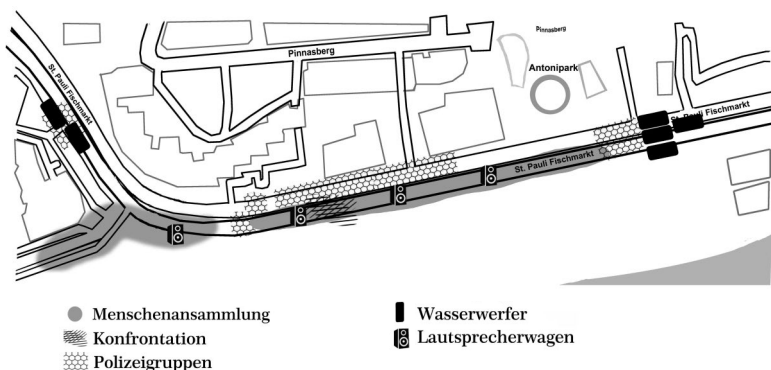 Pinnasberg
Pinnasberg
Antonipark
St. Pauli Fischmarkt
St. Pauli Fischmarkt
St. Pauli Fischmarkt
Menschenansammlung
Konfrontation
Polizeigruppen
Wasserwerfer
Lautsprecherwagen